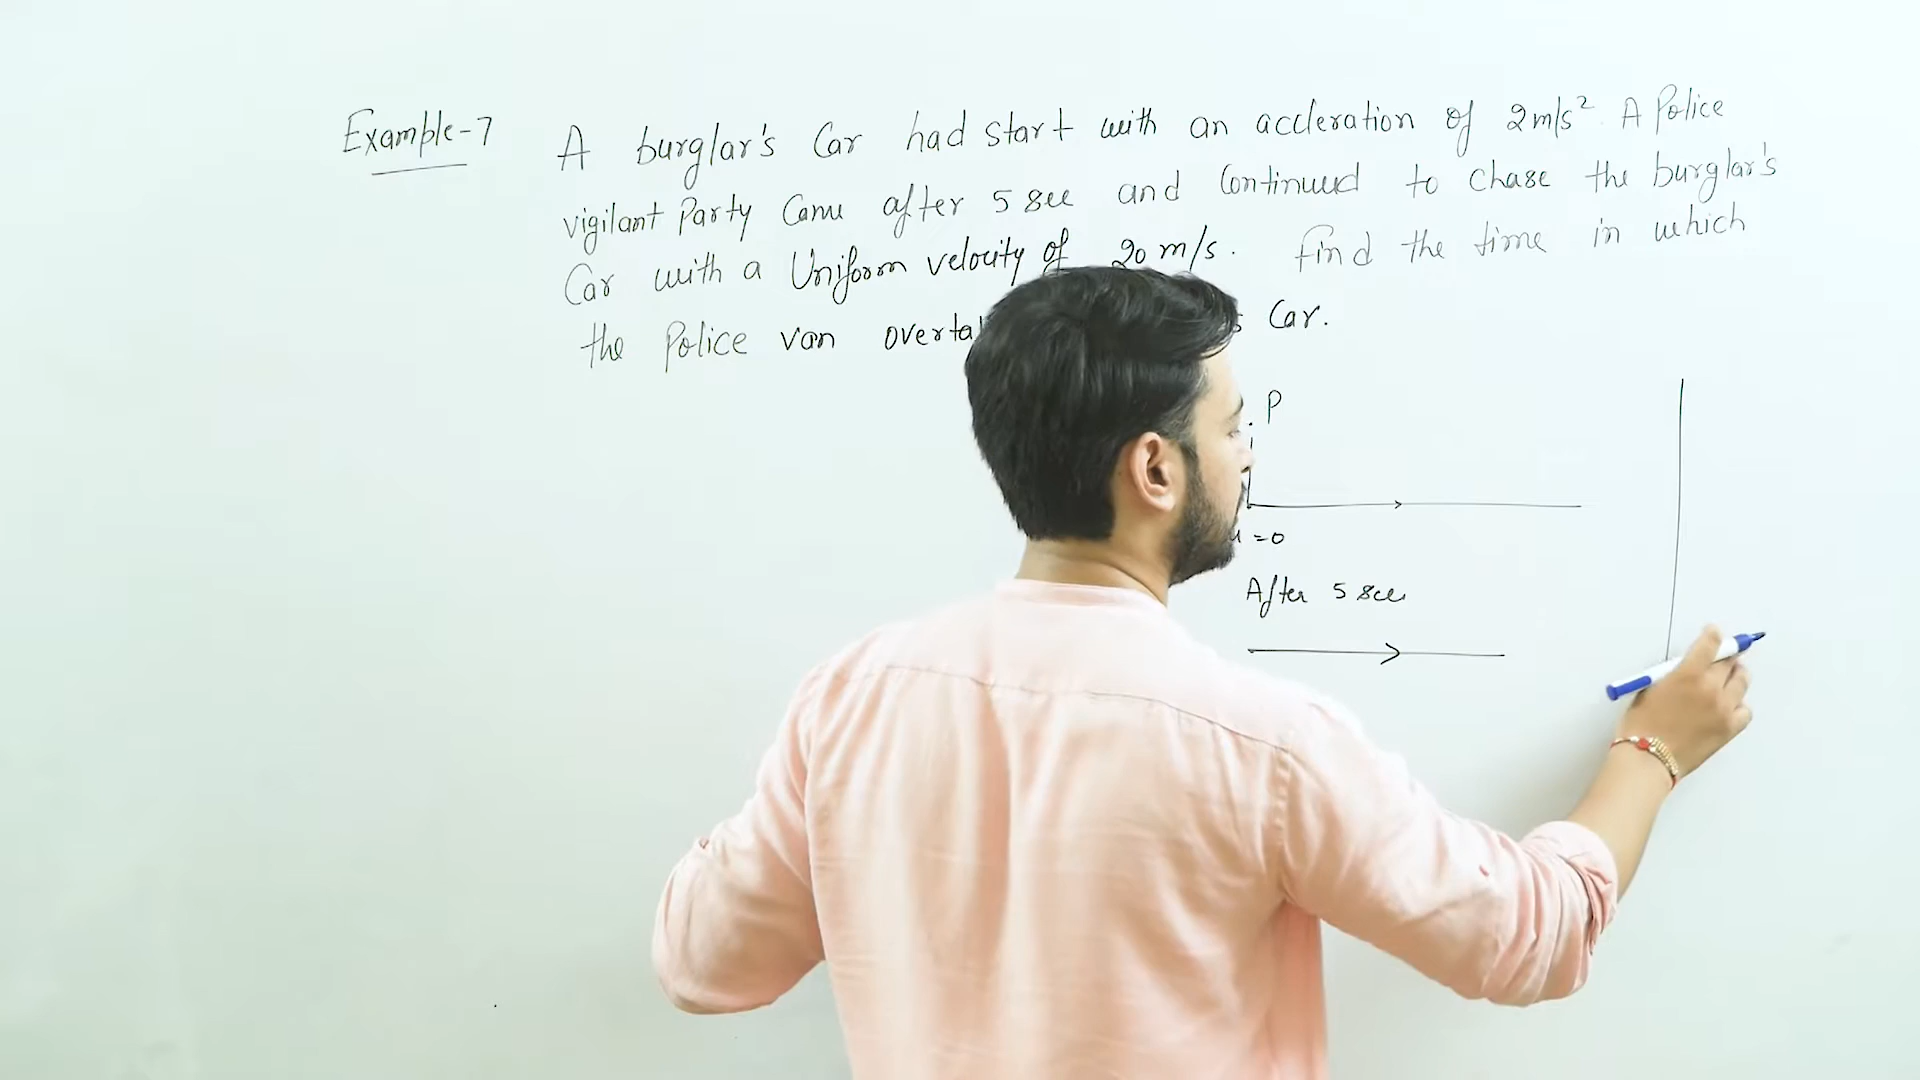 Example-7 A burglar's Car had start with an accleration of 2m/s². A Police
vigilant Party Came after 5 sec and Continued to Chase the burglar's
Car with a Uniform velocity of 20 m/s. find the time in which
the Police van Car.
P
=0
After 5 sec